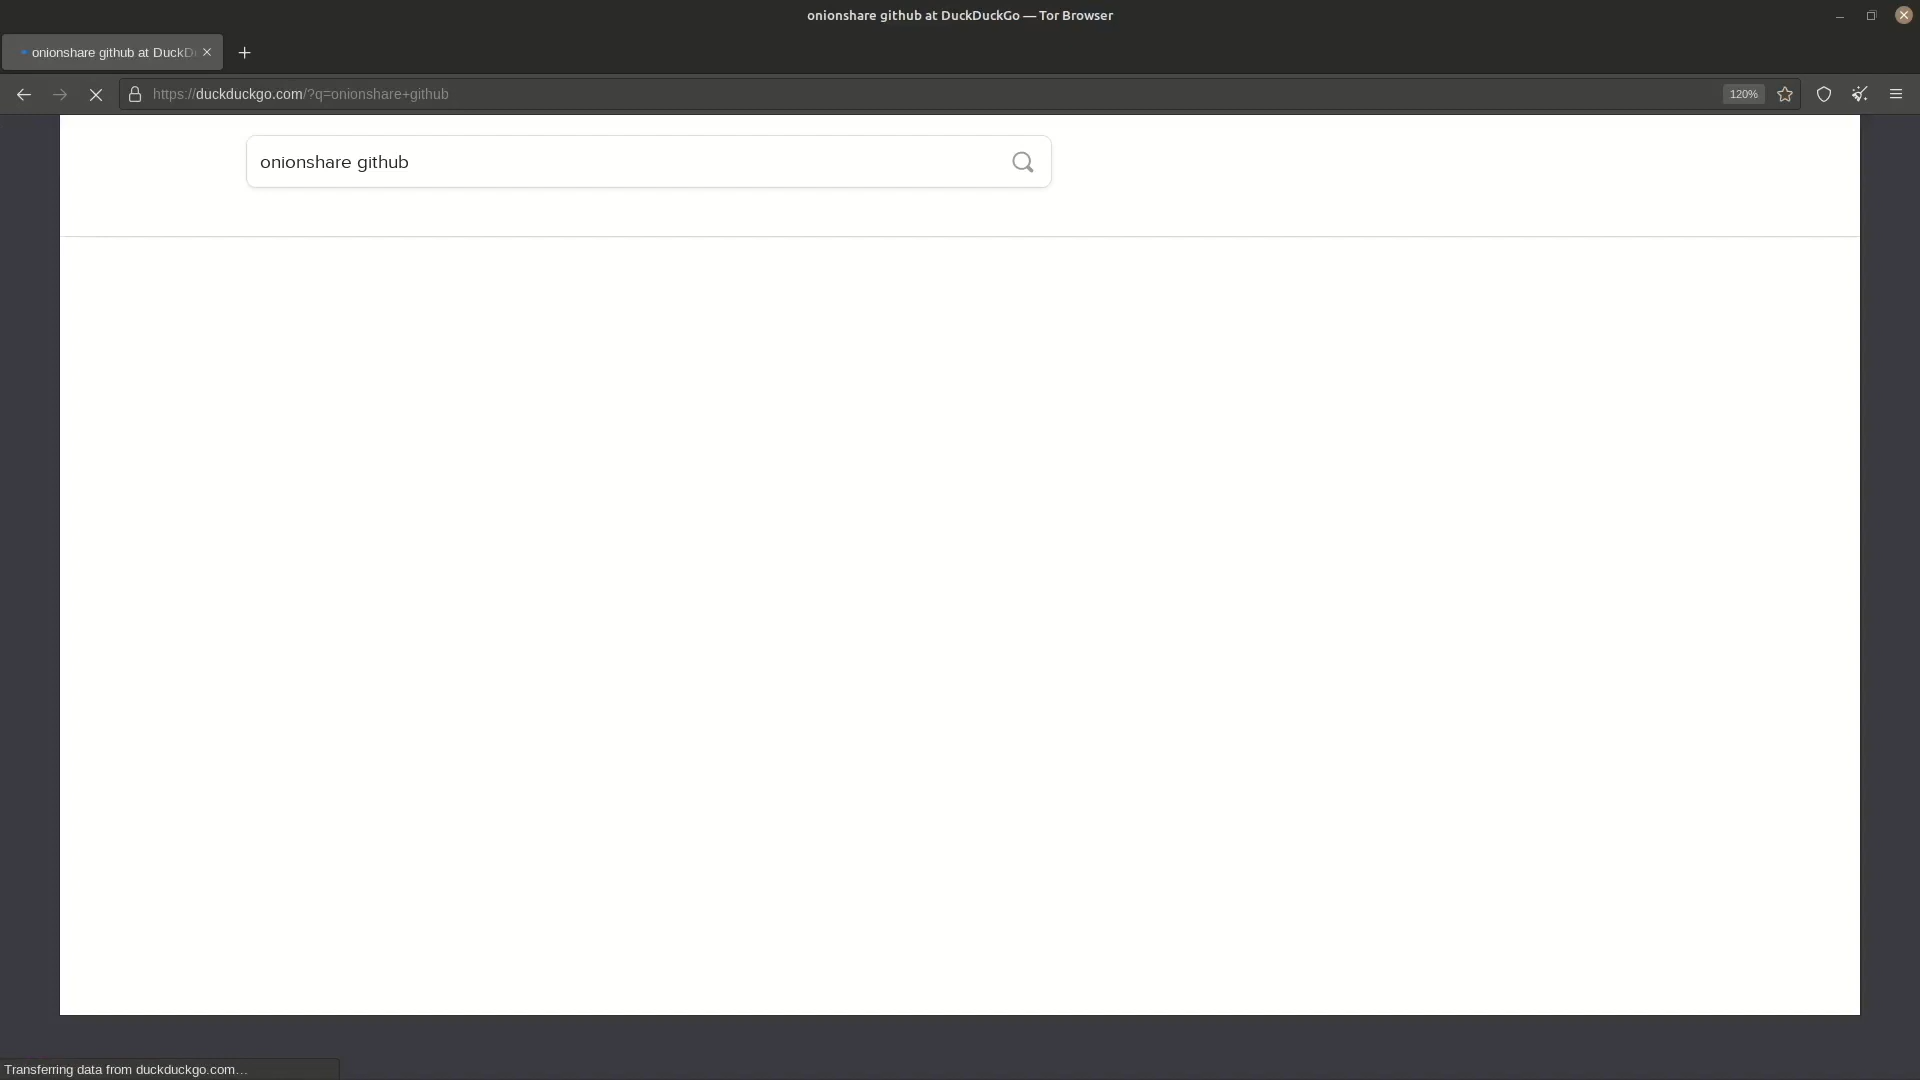 onionshare github at DuckDuckGo — Tor Browser
onionshare github at DuckD
https://duckduckgo.com/?q=onionshare+github
120%
onionshare github
Transferring data from duckduckgo.com…